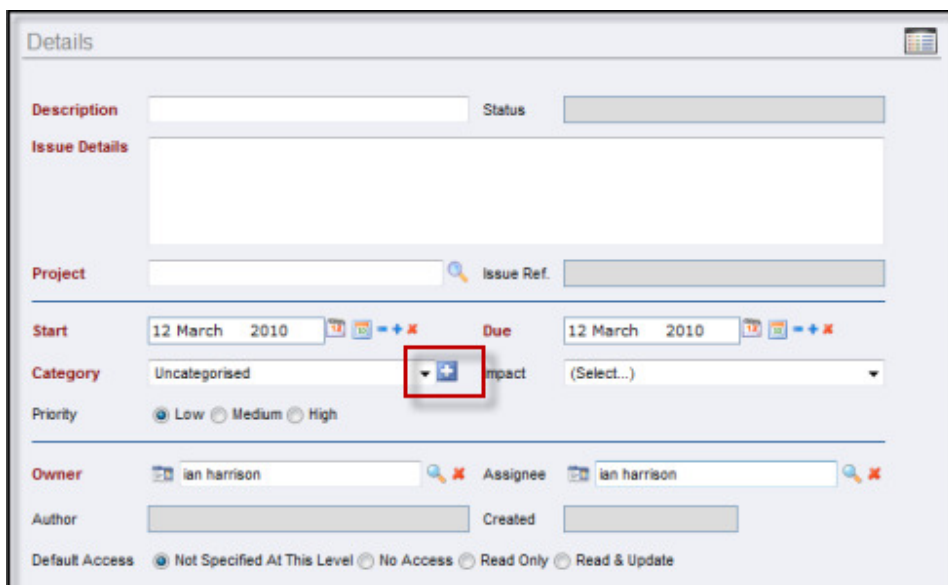 Details
Description Status
Issue Details
Project Issue Ref.
Start 12 March 2010 Due 12 March 2010
Category Uncategorised mpact (Select...)
Priority Low Medium High
Owner ian harrison Assignee ian harrison
Author Created
Default Access Not Specified At This Level No Access Read Only Read & Update